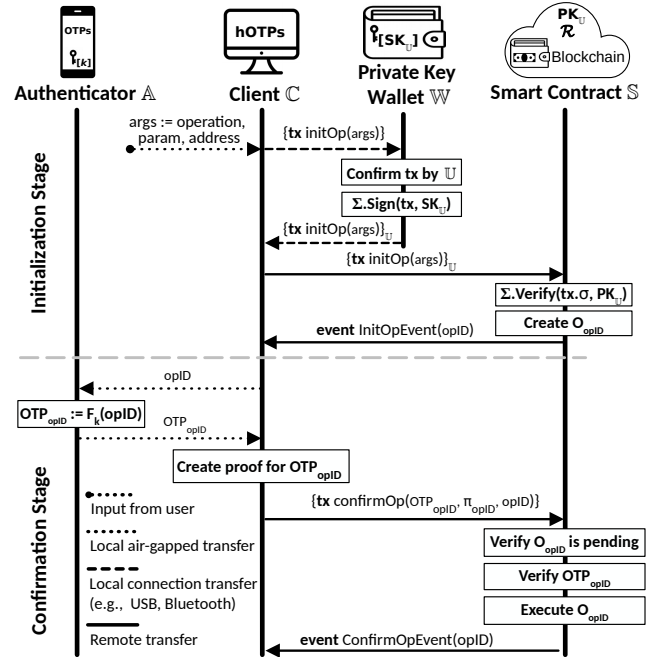 OTPs
[k]
Authenticator 𝔸
hOTPs
Client ℂ
[SK_𝕌]
Private Key
Wallet 𝕎
PK_𝕌
𝓡
Blockchain
Smart Contract 𝕊
Initialization Stage
args := operation,
param, address
{tx initOp(args)}
Confirm tx by 𝕌
Σ.Sign(tx, SK_𝕌)
{tx initOp(args)}_𝕌
{tx initOp(args)}_𝕌
Σ.Verify(tx.σ, PK_𝕌)
Create O_opID
event InitOpEvent(opID)
Confirmation Stage
opID
OTP_opID := F_k(opID)
OTP_opID
Create proof for OTP_opID
{tx confirmOp(OTP_opID, π_opID, opID)}
Verify O_opID is pending
Verify OTP_opID
Execute O_opID
event ConfirmOpEvent(opID)
Input from user
Local air-gapped transfer
Local connection transfer
(e.g., USB, Bluetooth)
Remote transfer